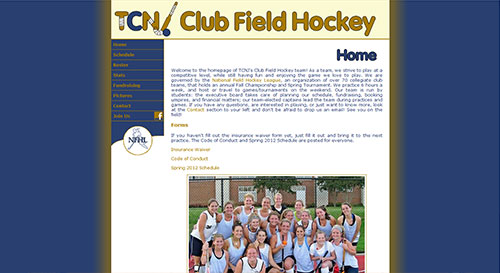 TCNJ Club Field Hockey
Home
Schedule
Roster
Stats
Fundraising
Pictures
Contact
Join Us
NFHL
Home
Welcome to the homepage of TCNJ's Club Field Hockey team! As a team, we strive to play at a
competitive level, while still having fun and enjoying the game we love to play. We are
governed by the National Field Hockey League, an organization of over 70 collegiate club
teams, that holds an annual Fall Championship and Spring Tournament. We practice 6 hours a
week, and host or travel to games/tournaments on the weekend. Our team is run by
students: the executive board takes care of planning our schedule, fundraising, booking
umpires, and financial matters; our team-elected captains lead the team during practices and
games. If you have any questions, are interested in playing, or just want to know more, look
at the Contact section to your left and don't be afraid to drop us an email! See you on the
field!
Forms
If you haven't fill out the insurance waiver form yet, just fill it out and bring it to the next
practice. The Code of Conduct and Spring 2012 Schedule are posted for everyone.
Insurance Waiver
Code of Conduct
Spring 2012 Schedule